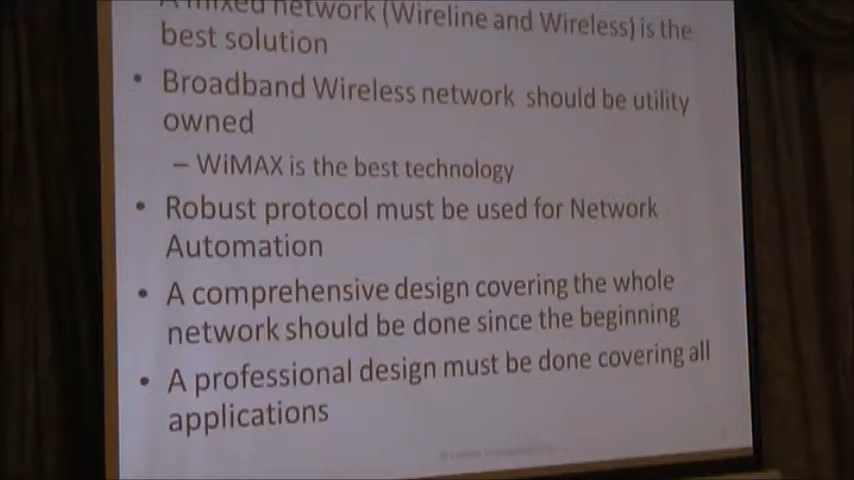 A mixed network (Wireline and Wireless) is the
best solution
• Broadband Wireless network should be utility
owned
– WiMAX is the best technology
• Robust protocol must be used for Network
Automation
• A comprehensive design covering the whole
network should be done since the beginning
• A professional design must be done covering all
applications